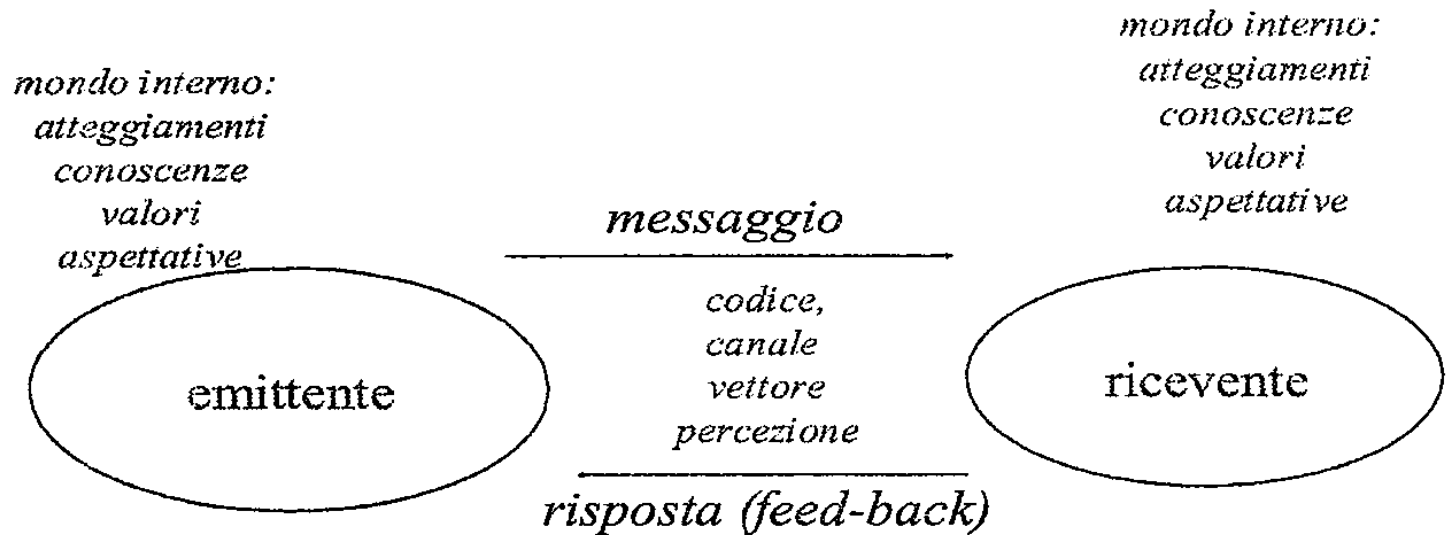 mondo interno:
atteggiamenti
conoscenze
valori
aspettative
mondo interno:
atteggiamenti
conoscenze
valori
aspettative
messaggio
codice,
canale
vettore
percezione
emittente
ricevente
risposta (feed-back)